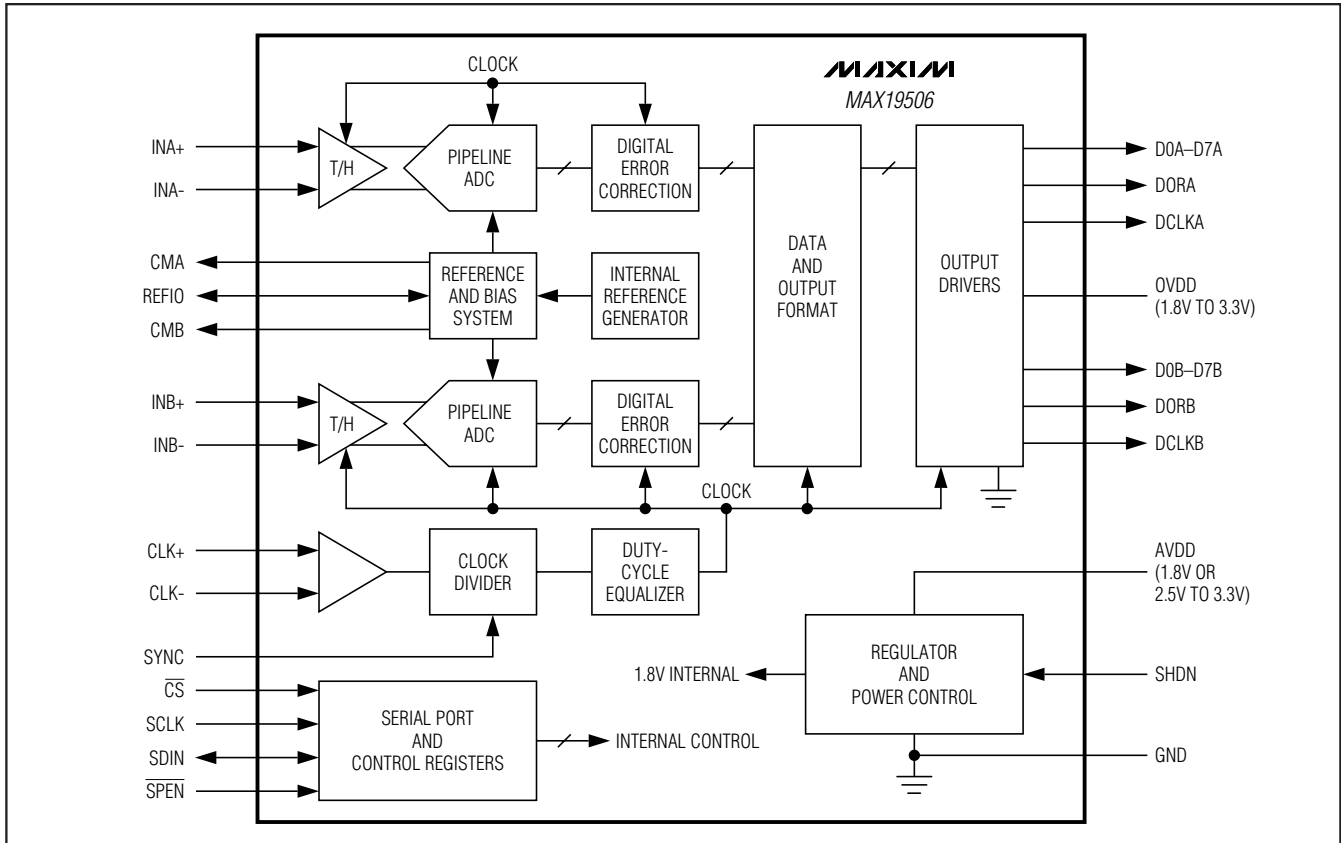 CLOCK
MAXIM
MAX19506
INA+
INA-
T/H
PIPELINE
ADC
DIGITAL
ERROR
CORRECTION
D0A–D7A
DORA
DCLKA
CMA
REFIO
CMB
REFERENCE
AND BIAS
SYSTEM
INTERNAL
REFERENCE
GENERATOR
DATA
AND
OUTPUT
FORMAT
OUTPUT
DRIVERS
OVDD
(1.8V TO 3.3V)
INB+
INB-
T/H
PIPELINE
ADC
DIGITAL
ERROR
CORRECTION
D0B–D7B
DORB
DCLKB
CLOCK
CLK+
CLK-
SYNC
CLOCK
DIVIDER
DUTY-
CYCLE
EQUALIZER
AVDD
(1.8V OR
2.5V TO 3.3V)
CS
SCLK
SDIN
SPEN
SERIAL PORT
AND
CONTROL REGISTERS
INTERNAL CONTROL
1.8V INTERNAL
REGULATOR
AND
POWER CONTROL
SHDN
GND